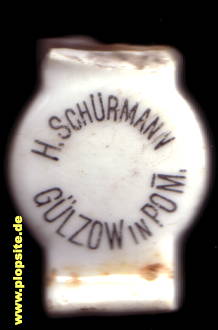 H. SCHÜRMANN
GÜLZOW IN POM̅.
www.plopsite.de